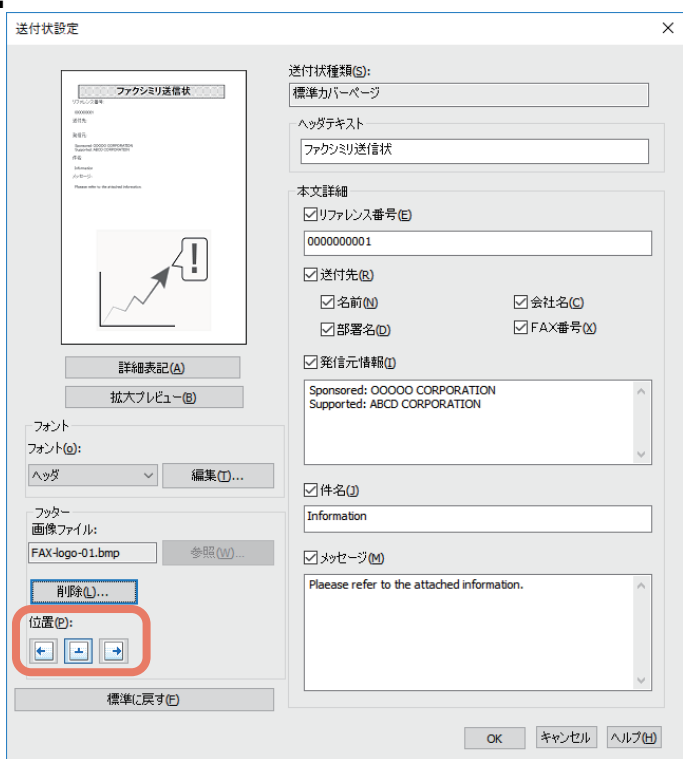 送付状設定
ファクシミリ送信状
リファレンス番号:
0000000001
送付先:
発信元:
Sponsored: OOOOO CORPORATION
Supported: ABCD CORPORATION
件名:
Information
メッセージ:
Plaease refer to the attached information.
詳細表記(A)
拡大プレビュー(B)
フォント
フォント(o):
ヘッダ
編集(T)...
フッター
画像ファイル:
FAX-logo-01.bmp
参照(W)...
削除(L)...
位置(P):
標準に戻す(F)
送付状種類(S):
標準カバーページ
ヘッダテキスト
ファクシミリ送信状
本文詳細
リファレンス番号(E)
0000000001
送付先(R)
名前(N)
会社名(C)
部署名(D)
FAX番号(X)
発信元情報(I)
Sponsored: OOOOO CORPORATION
Supported: ABCD CORPORATION
件名(J)
Information
メッセージ(M)
Plaease refer to the attached information.
OK
キャンセル
ヘルプ(H)